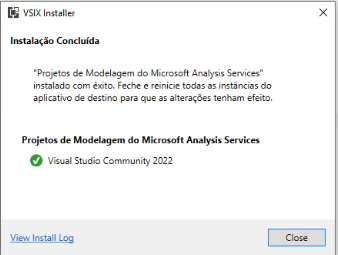 VSIX Installer
Instalação Concluída
"Projetos de Modelagem do Microsoft Analysis Services"
instalado com êxito. Feche e reinicie todas as instâncias do
aplicativo de destino para que as alterações tenham efeito.
Projetos de Modelagem do Microsoft Analysis Services
Visual Studio Community 2022
View Install Log
Close